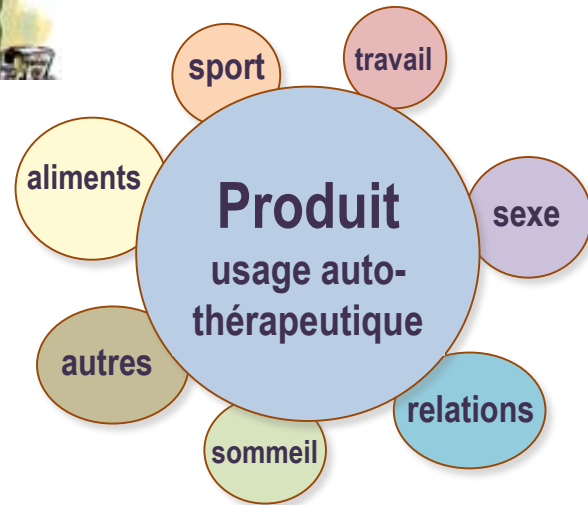 sport
travail
aliments
Produit
usage auto-
thérapeutique
sexe
autres
relations
sommeil